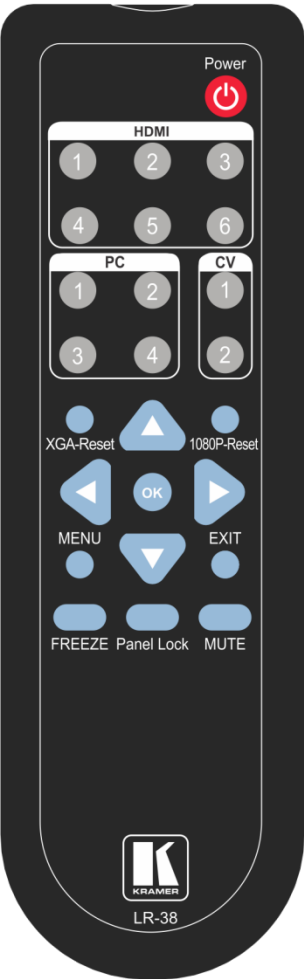 Power
HDMI
1 2 3
4 5 6
PC CV
1 2 1
3 4 2
XGA-Reset 1080P-Reset
OK
MENU EXIT
FREEZE Panel Lock MUTE
K
KRAMER
LR-38